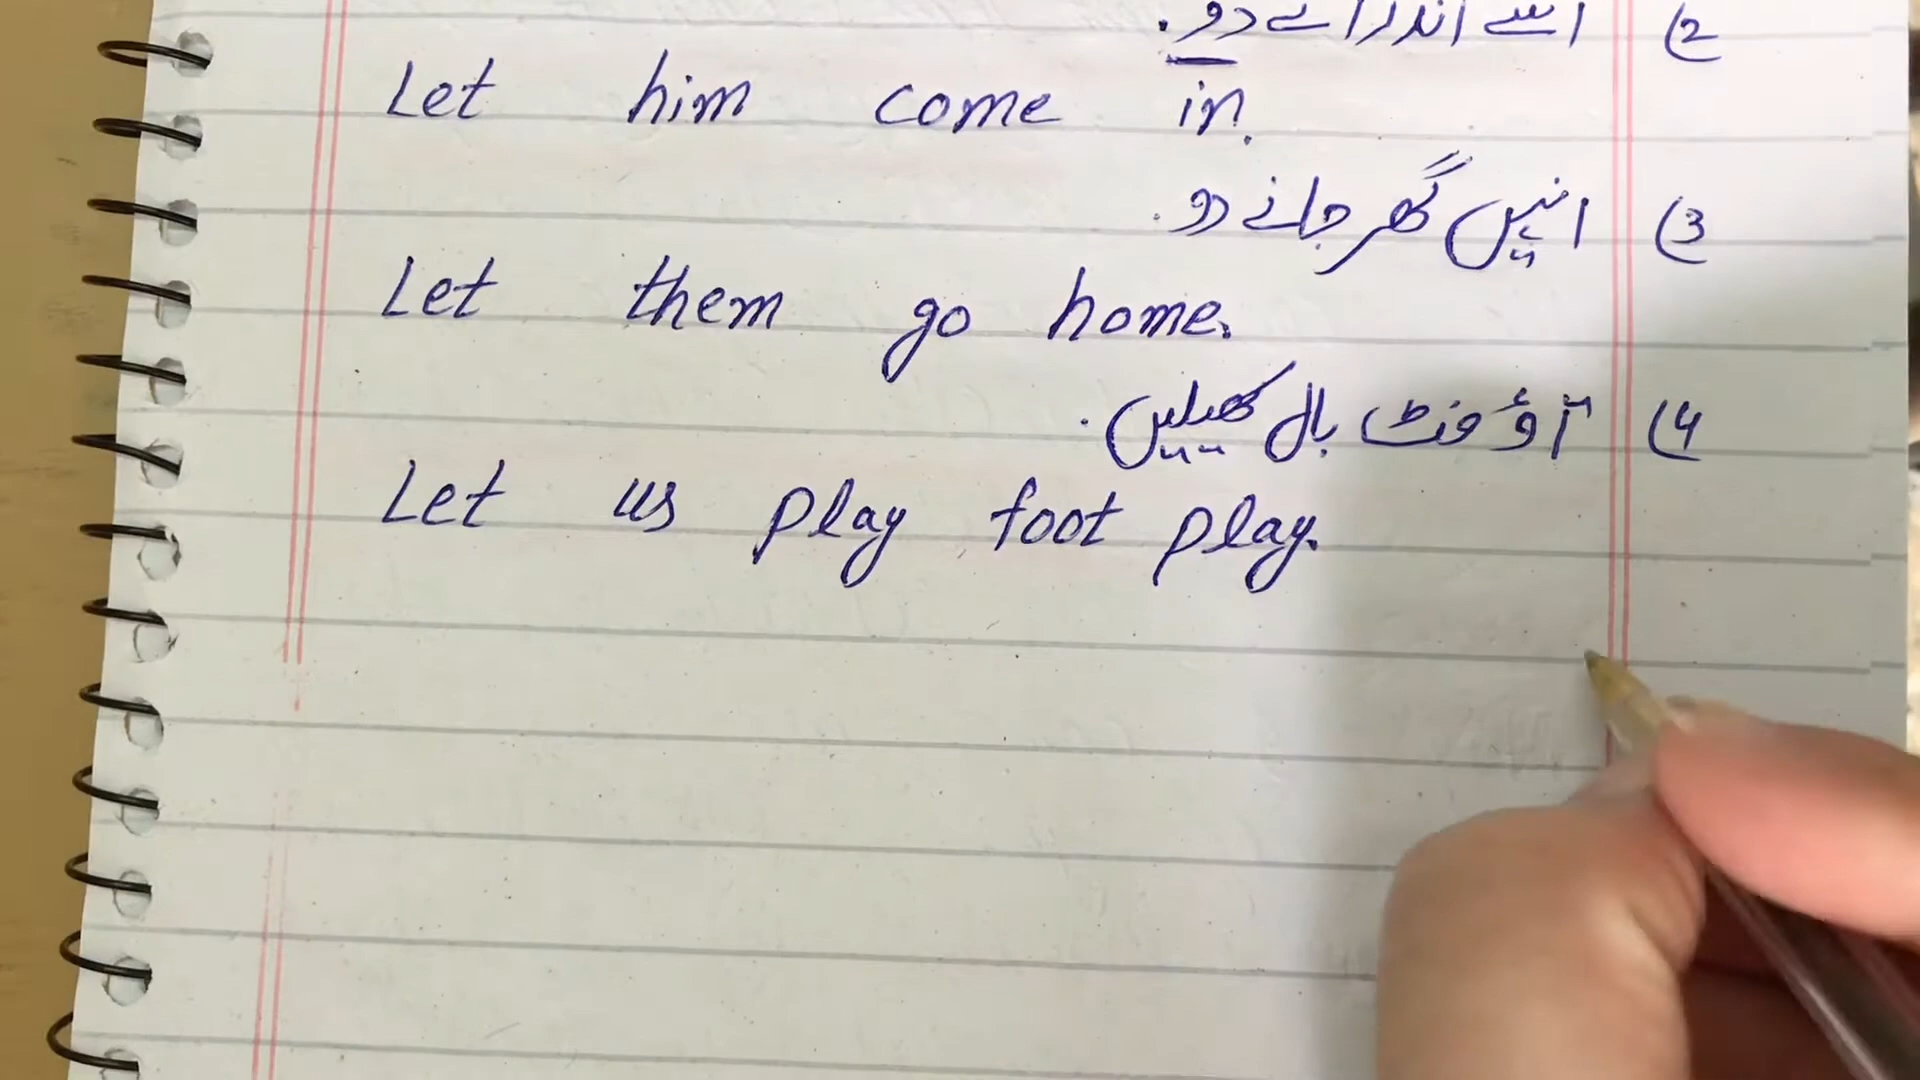 2) اسے اندر آنے دو.
Let him come in.
3) انہیں گھر جانے دو.
Let them go home.
4) آؤ فٹ بال کھیلیں.
Let us play foot play.